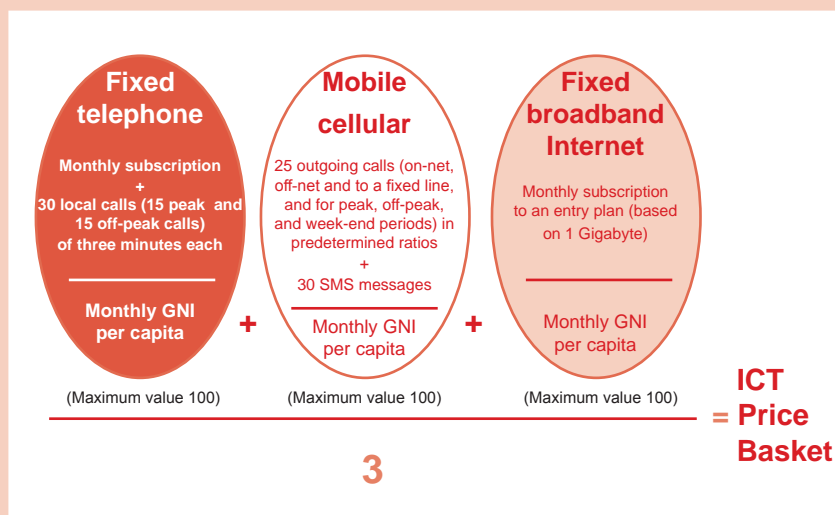 Fixed
telephone
Monthly subscription
+
30 local calls (15 peak and
15 off-peak calls)
of three minutes each
Monthly GNI
per capita
(Maximum value 100)
+
Mobile
cellular
25 outgoing calls (on-net,
off-net and to a fixed line,
and for peak, off-peak,
and week-end periods) in
predetermined ratios
+
30 SMS messages
Monthly GNI
per capita
(Maximum value 100)
+
Fixed
broadband
Internet
Monthly subscription
to an entry plan (based
on 1 Gigabyte)
Monthly GNI
per capita
(Maximum value 100)
3
=
ICT
Price
Basket